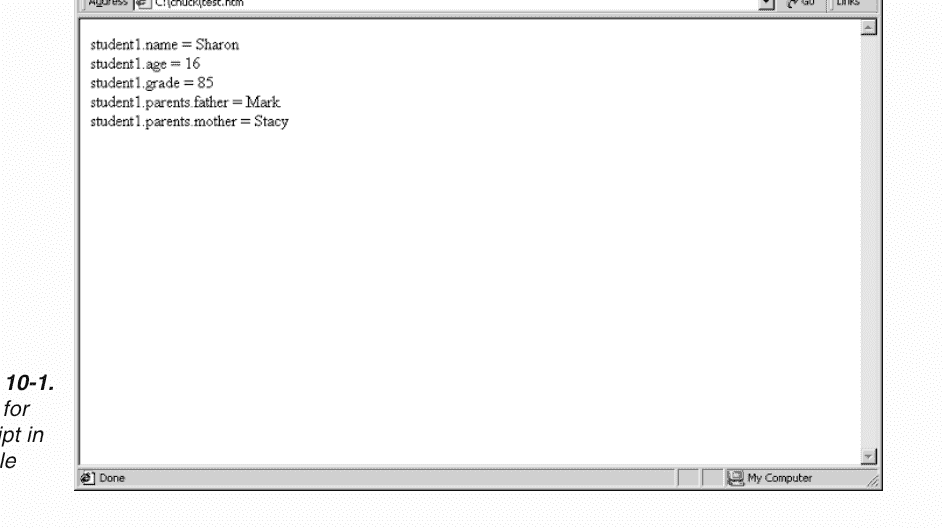 Address C:\chuck\test.htm Go Links
student1.name = Sharon
student1.age = 16
student1.grade = 85
student1.parents.father = Mark
student1.parents.mother = Stacy
10-1.
for
ipt in
le
Done My Computer